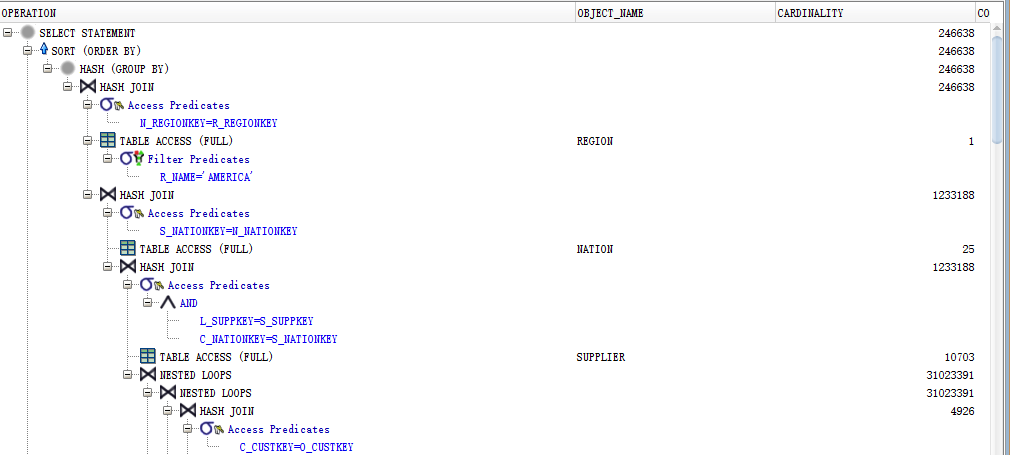 OPERATION OBJECT_NAME CARDINALITY CO
SELECT STATEMENT 246638
SORT (ORDER BY) 246638
HASH (GROUP BY) 246638
HASH JOIN 246638
Access Predicates
N_REGIONKEY=R_REGIONKEY
TABLE ACCESS (FULL) REGION 1
Filter Predicates
R_NAME='AMERICA'
HASH JOIN 1233188
Access Predicates
S_NATIONKEY=N_NATIONKEY
TABLE ACCESS (FULL) NATION 25
HASH JOIN 1233188
Access Predicates
AND
L_SUPPKEY=S_SUPPKEY
C_NATIONKEY=S_NATIONKEY
TABLE ACCESS (FULL) SUPPLIER 10703
NESTED LOOPS 31023391
NESTED LOOPS 31023391
HASH JOIN 4926
Access Predicates
C_CUSTKEY=O_CUSTKEY